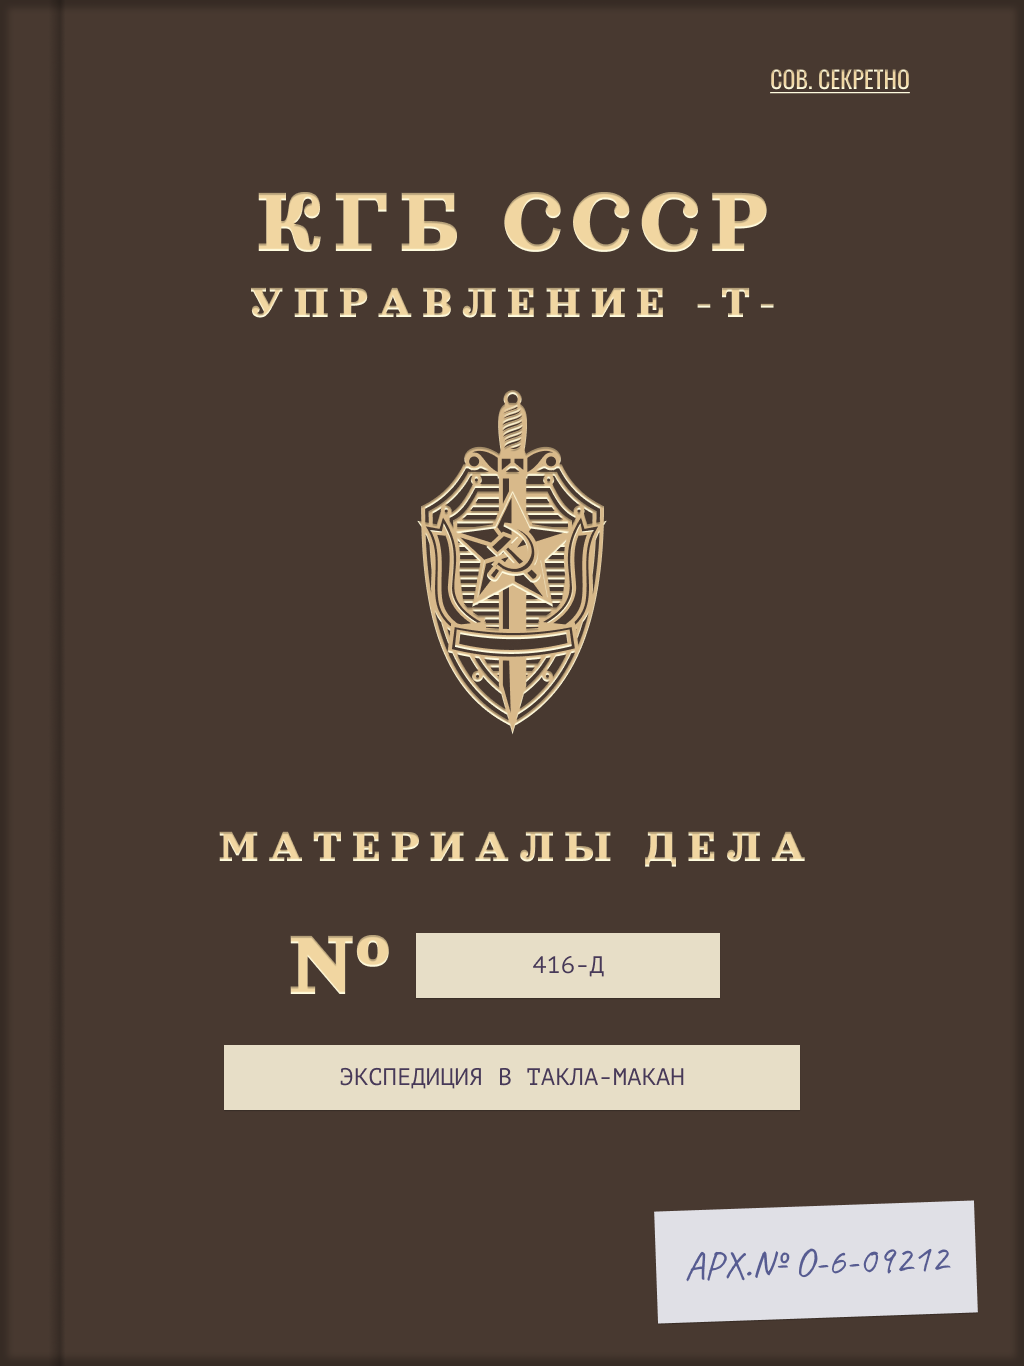 СОВ. СЕКРЕТНО
КГБ СССР
УПРАВЛЕНИЕ -Т-
МАТЕРИАЛЫ ДЕЛА
№ 416-Д
ЭКСПЕДИЦИЯ В ТАКЛА-МАКАН
АРХ.№ 0-6-09212